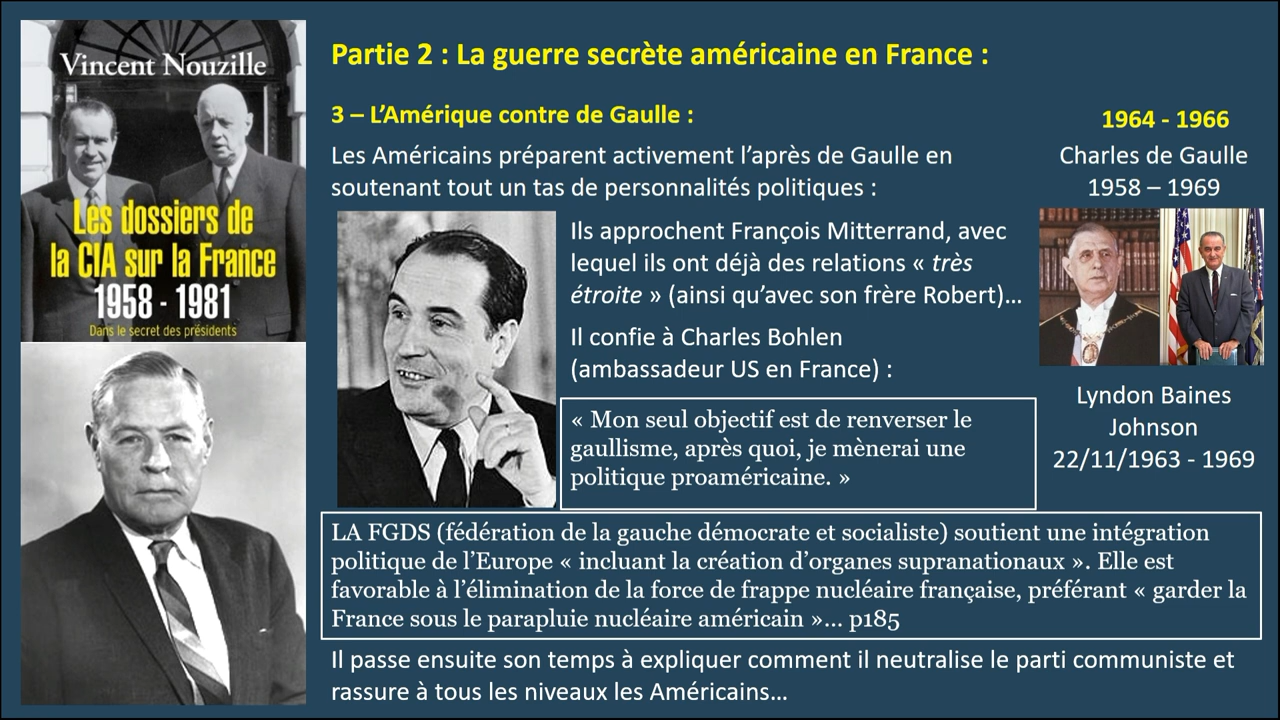 Vincent Nouzille
Les dossiers de
la CIA sur la France
1958 - 1981
Dans le secret des présidents
Partie 2 : La guerre secrète américaine en France :
3 – L’Amérique contre de Gaulle :
Les Américains préparent activement l’après de Gaulle en
soutenant tout un tas de personnalités politiques :
Ils approchent François Mitterrand, avec
lequel ils ont déjà des relations « très
étroite » (ainsi qu’avec son frère Robert)…
Il confie à Charles Bohlen
(ambassadeur US en France) :
« Mon seul objectif est de renverser le
gaullisme, après quoi, je mènerai une
politique proaméricaine. »
1964 - 1966
Charles de Gaulle
1958 – 1969
Lyndon Baines
Johnson
22/11/1963 - 1969
LA FGDS (fédération de la gauche démocrate et socialiste) soutient une intégration
politique de l’Europe « incluant la création d’organes supranationaux ». Elle est
favorable à l’élimination de la force de frappe nucléaire française, préférant « garder la
France sous le parapluie nucléaire américain »… p185
Il passe ensuite son temps à expliquer comment il neutralise le parti communiste et
rassure à tous les niveaux les Américains…